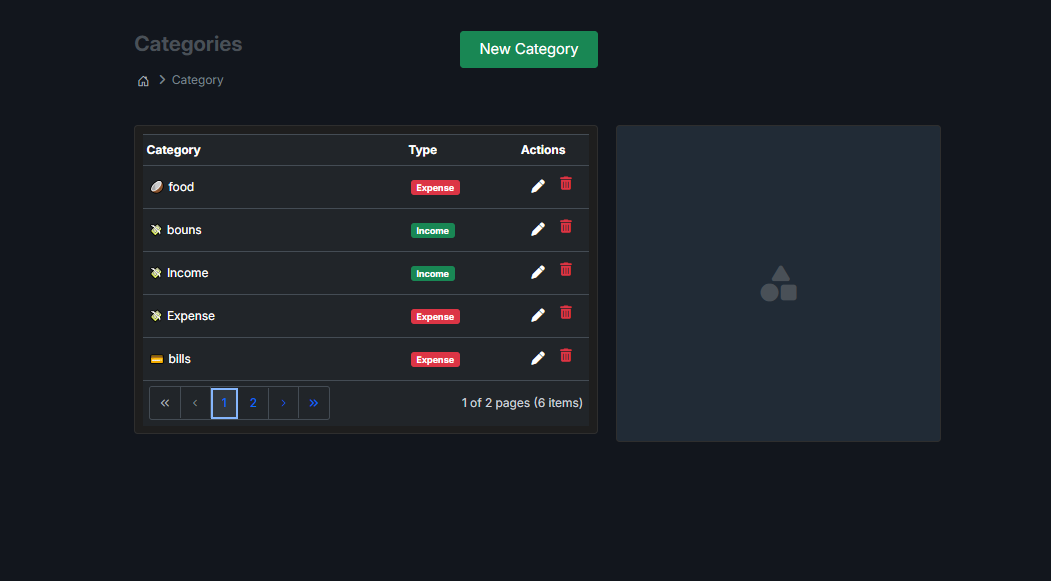 Categories
New Category
Category
Category Type Actions
food Expense
bouns Income
Income Income
Expense Expense
bills Expense
« ‹ 1 2 › » 1 of 2 pages (6 items)